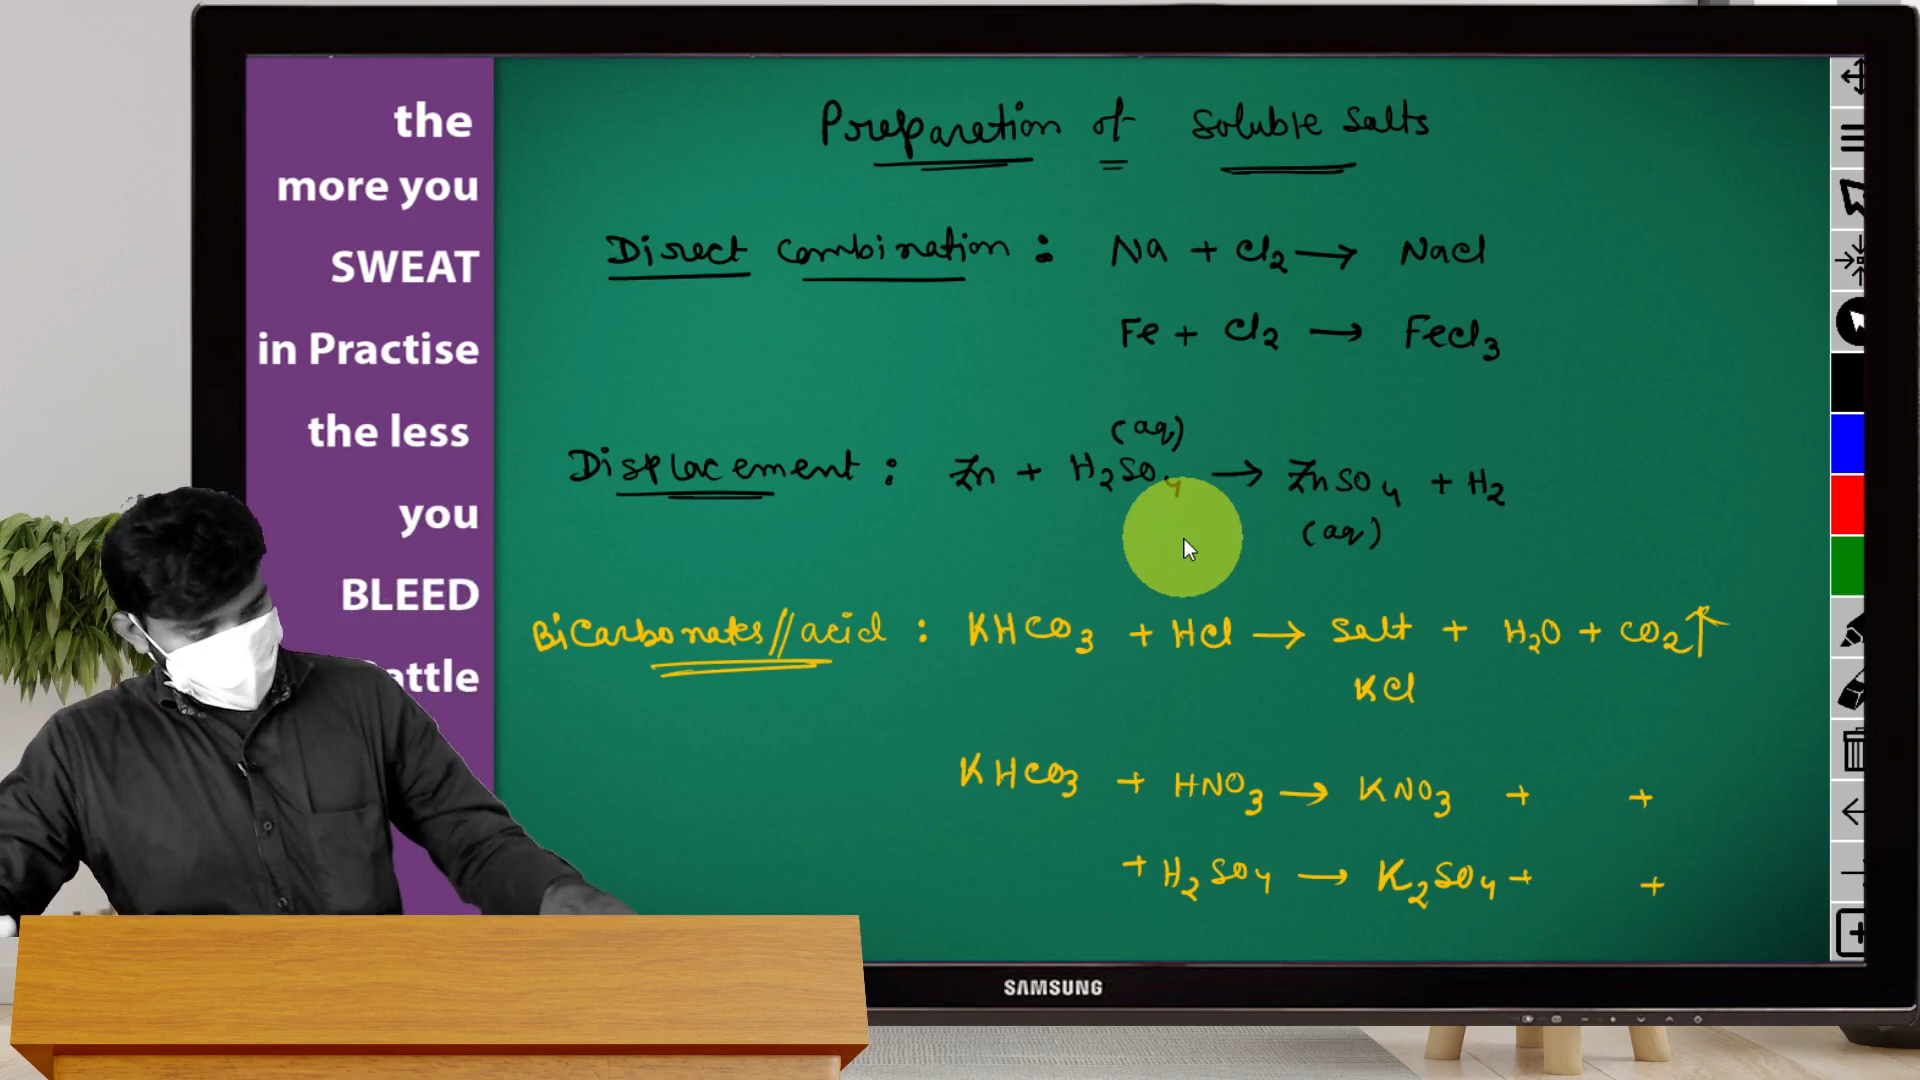 the
more you
SWEAT
in Practise
the less
you
BLEED
attle
Preparation of Soluble Salts
Direct Combination : Na + Cl₂ → NaCl
Fe + Cl₂ → FeCl₃
(aq)
Displacement : Zn + H₂SO₄ → ZnSO₄ + H₂
(aq)
Bicarbonates//acid : KHCO₃ + HCl → Salt + H₂O + CO₂↑
KCl
KHCO₃ + HNO₃ → KNO₃ + +
+ H₂SO₄ → K₂SO₄ + +
SAMSUNG